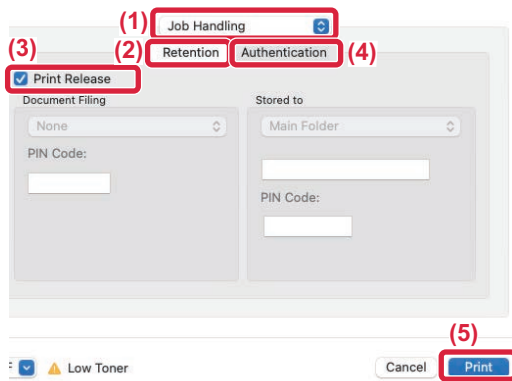 (1)
Job Handling
(3) (2) Retention Authentication (4)
Print Release
Document Filing Stored to
None Main Folder
PIN Code:
PIN Code:
(5)
Low Toner Cancel Print